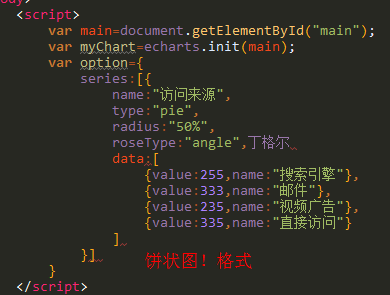 <script>
var main=document.getElementById("main");
var myChart=echarts.init(main);
var option={
series:[{
name:"访问来源",
type:"pie",
radius:"50%",
roseType:"angle",丁格尔
data:[
{value:255,name:"搜索引擎"},
{value:333,name:"邮件"},
{value:235,name:"视频广告"},
{value:335,name:"直接访问"}
]
}]
饼状图！格式
}
</script>